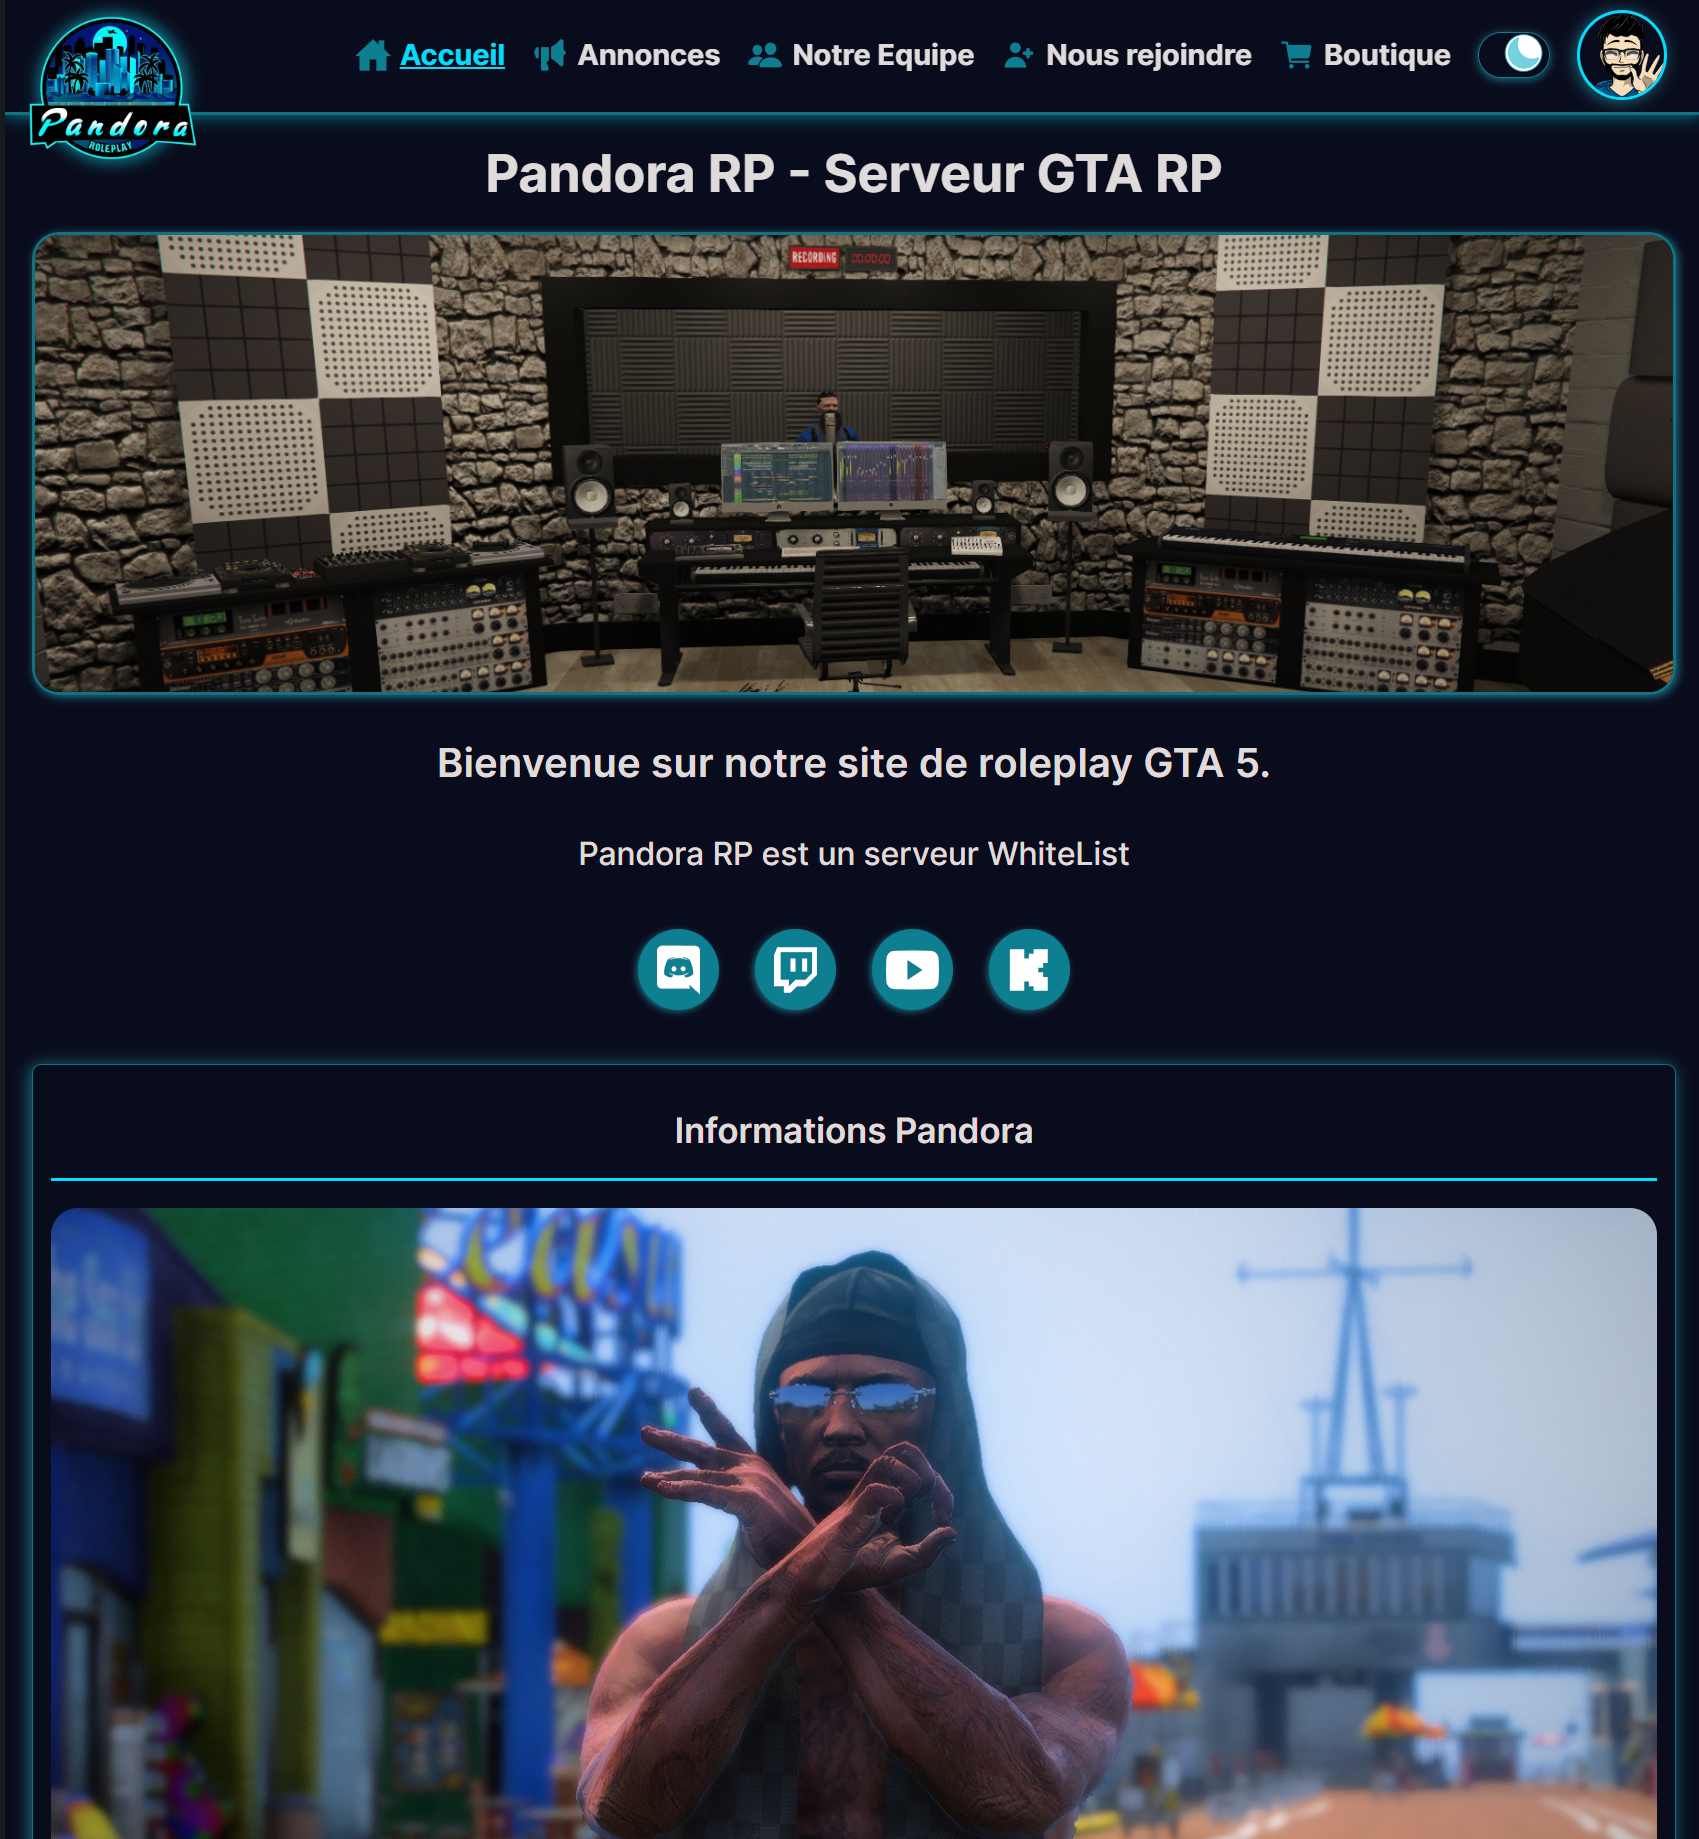 Pandora
ROLEPLAY
Accueil
Annonces
Notre Equipe
Nous rejoindre
Boutique
Pandora RP - Serveur GTA RP
RECORDING
00:00:00
Bienvenue sur notre site de roleplay GTA 5.
Pandora RP est un serveur WhiteList
Informations Pandora